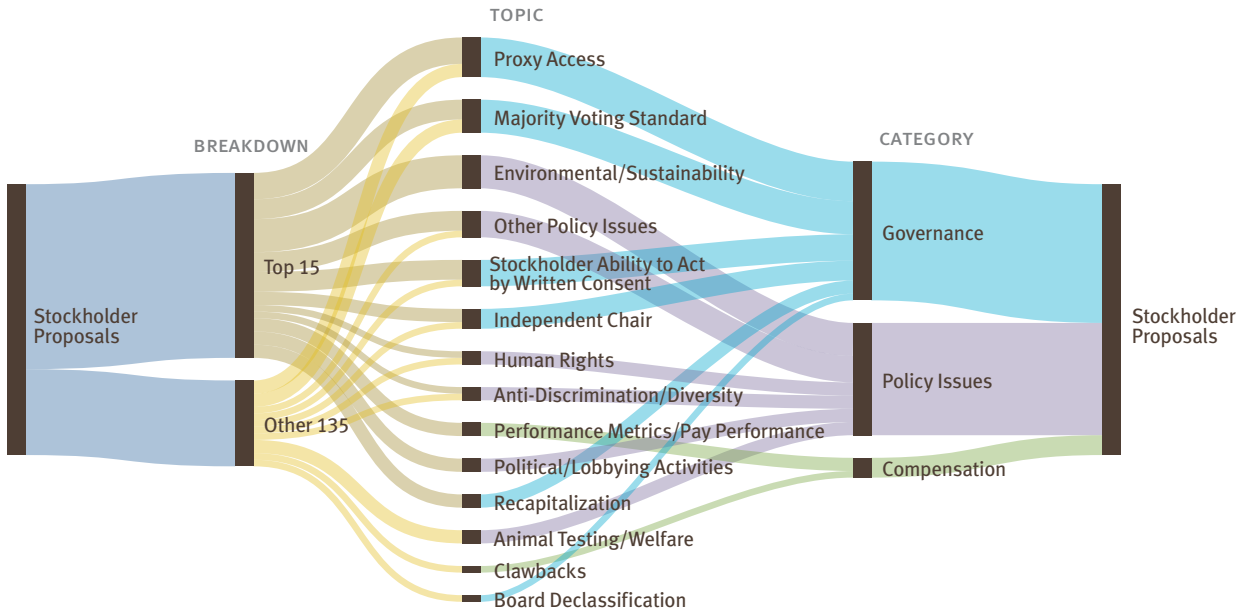 TOPIC
BREAKDOWN
CATEGORY
Stockholder
Proposals
Top 15
Other 135
Proxy Access
Majority Voting Standard
Environmental/Sustainability
Other Policy Issues
Stockholder Ability to Act
by Written Consent
Independent Chair
Human Rights
Anti-Discrimination/Diversity
Performance Metrics/Pay Performance
Political/Lobbying Activities
Recapitalization
Animal Testing/Welfare
Clawbacks
Board Declassification
Governance
Policy Issues
Compensation
Stockholder
Proposals